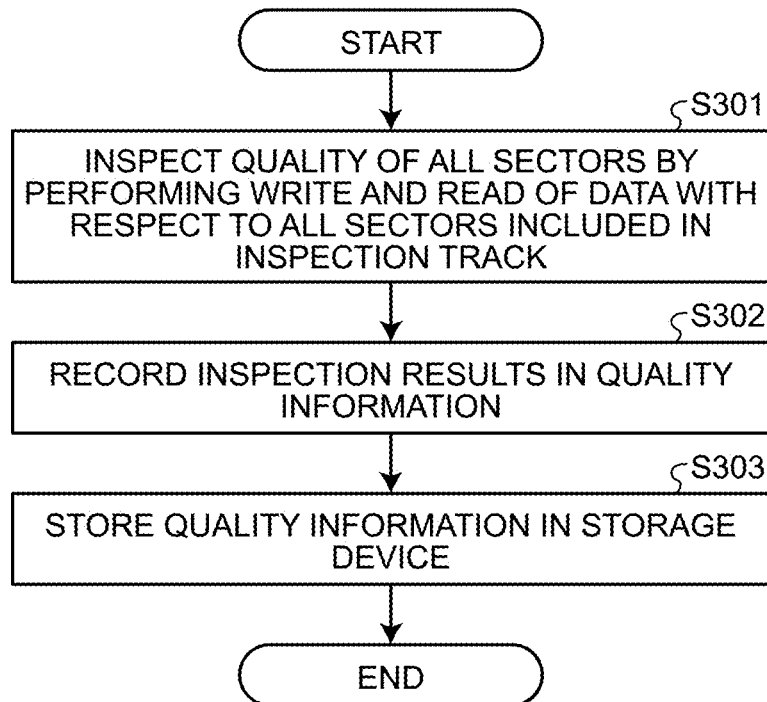 START
S301
INSPECT QUALITY OF ALL SECTORS BY
PERFORMING WRITE AND READ OF DATA WITH
RESPECT TO ALL SECTORS INCLUDED IN
INSPECTION TRACK
S302
RECORD INSPECTION RESULTS IN QUALITY
INFORMATION
S303
STORE QUALITY INFORMATION IN STORAGE
DEVICE
END